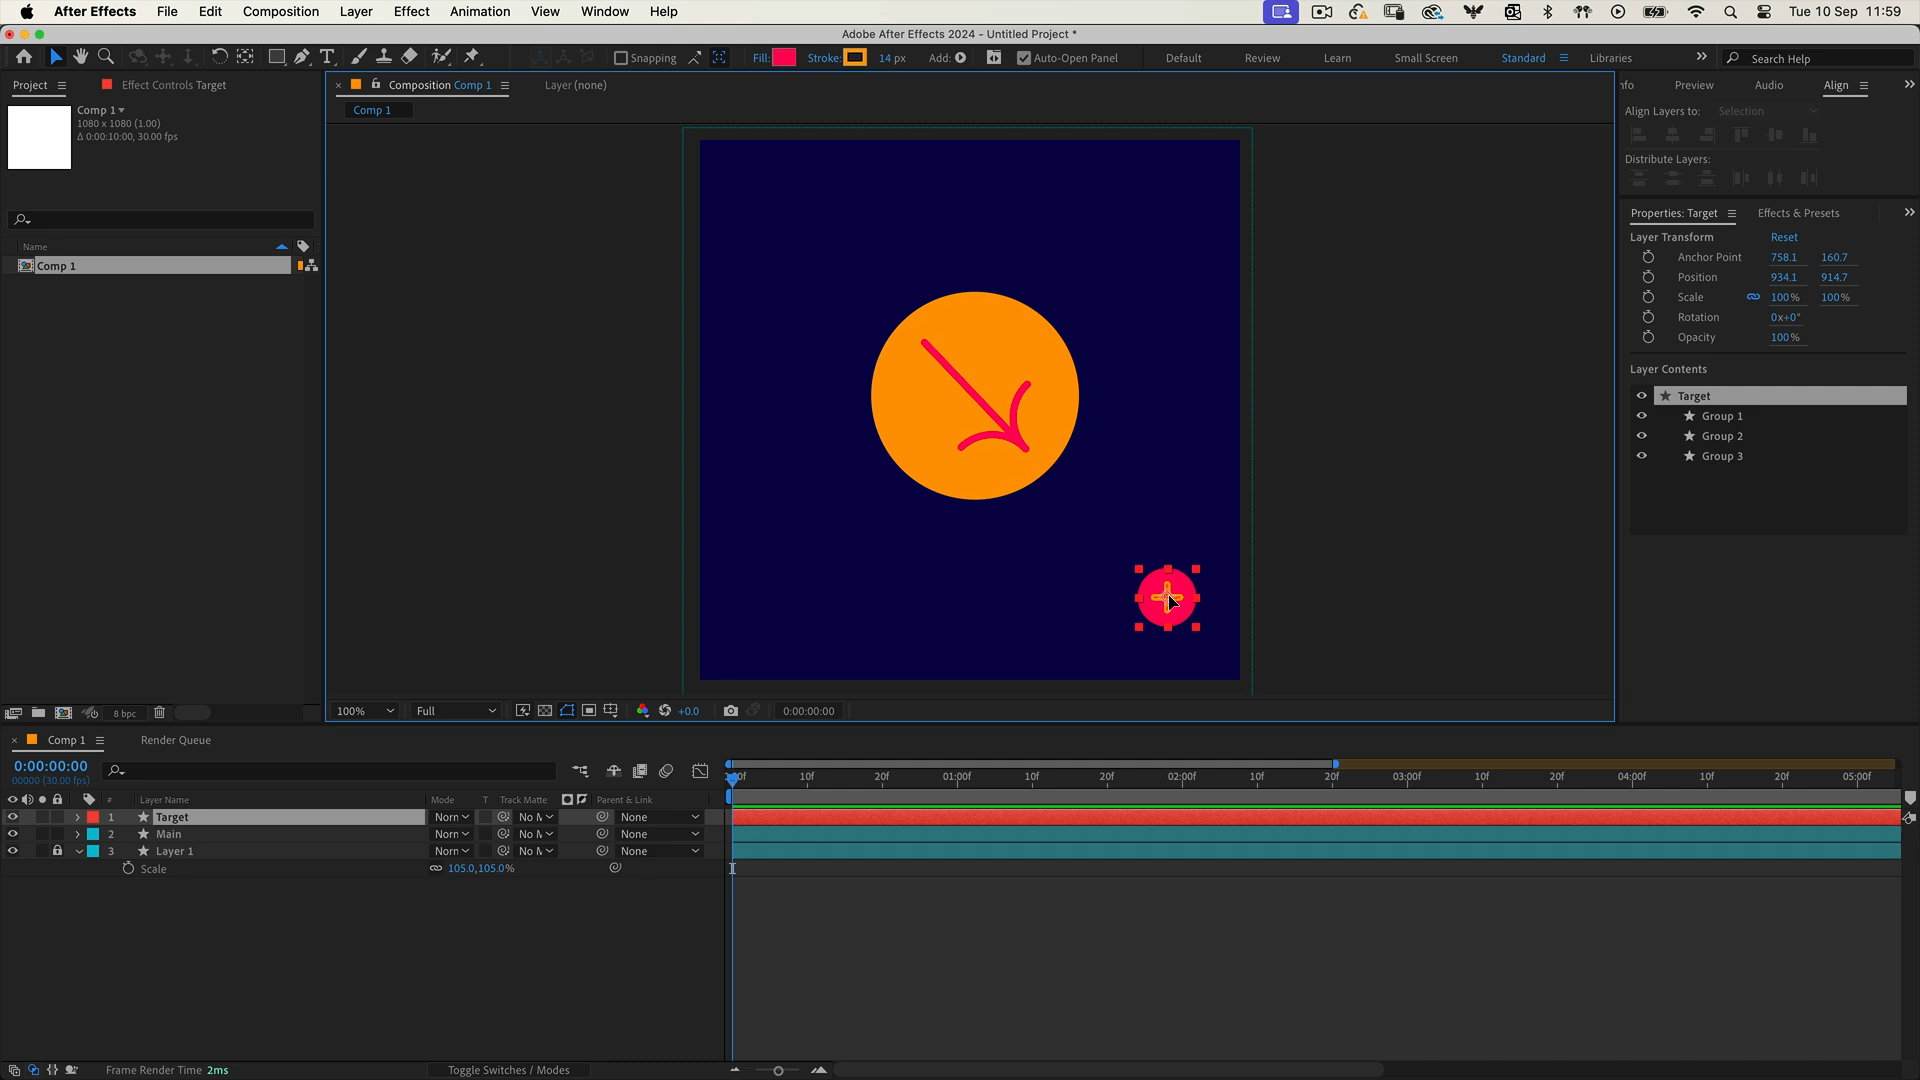 After Effects File Edit Composition Layer Effect Animation View Window Help Tue 10 Sep 11:59
Adobe After Effects 2024 - Untitled Project *
Snapping Fill: Stroke: 14 px Add: Auto-Open Panel Default Review Learn Small Screen Standard Libraries Search Help
Project Effect Controls Target Composition Comp 1 Layer (none) Preview Audio Align
Comp 1
1080 x 1080 (1.00)
Δ 0:00:10:00, 30.00 fps
Comp 1
Align Layers to: Selection
Distribute Layers:
Properties: Target Effects & Presets
Layer Transform Reset
Anchor Point 758.1 160.7
Position 934.1 914.7
Scale 100% 100%
Rotation 0x+0°
Opacity 100%
Layer Contents
Target
Group 1
Group 2
Group 3
Name
Comp 1
8 bpc
100% Full +0.0 0:00:00:00
Comp 1 Render Queue
0:00:00:00
00000 (30.00 fps)
10f 20f 01:00f 10f 20f 02:00f 10f 20f 03:00f 10f 20f 04:00f 10f 20f 05:00f
# Layer Name Mode T Track Matte Parent & Link
1 Target Norn No M None
2 Main Norn No M None
3 Layer 1 Norn No M None
Scale 105.0,105.0%
Frame Render Time 2ms Toggle Switches / Modes